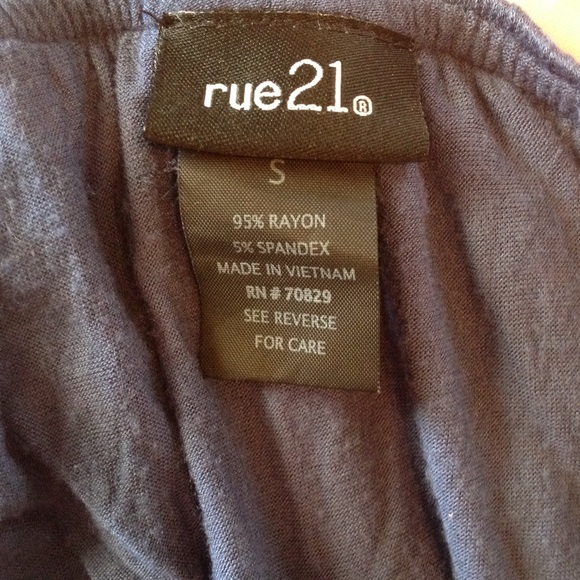 rue21®
S
95% RAYON
5% SPANDEX
MADE IN VIETNAM
RN # 70829
SEE REVERSE
FOR CARE